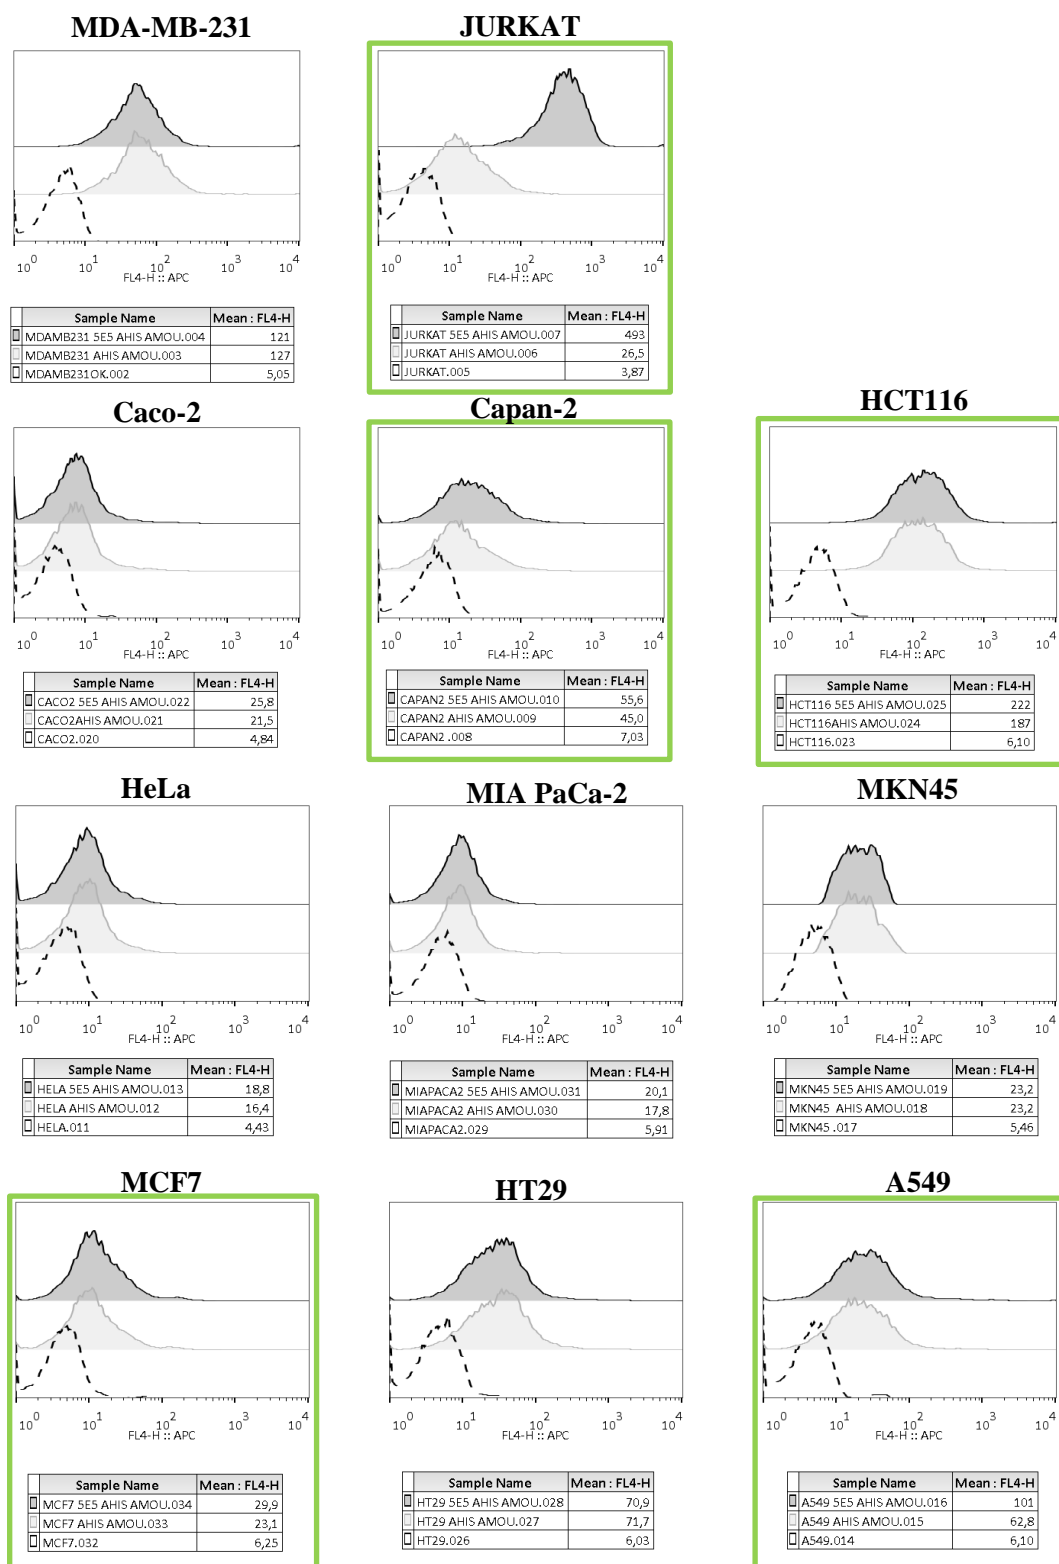 MDA-MB-231
10^0 10^1 10^2 10^3 10^4
FL4-H :: APC
Sample Name Mean : FL4-H
MDAMB231 5E5 AHIS AMOU.004 121
MDAMB231 AHIS AMOU.003 127
MDAMB231OK.002 5,05
JURKAT
10^0 10^1 10^2 10^3 10^4
FL4-H :: APC
Sample Name Mean : FL4-H
JURKAT 5E5 AHIS AMOU.007 493
JURKAT AHIS AMOU.006 26,5
JURKAT.005 3,87
Caco-2
10^0 10^1 10^2 10^3 10^4
FL4-H :: APC
Sample Name Mean : FL4-H
CACO2 5E5 AHIS AMOU.022 25,8
CACO2AHIS AMOU.021 21,5
CACO2.020 4,84
Capan-2
10^0 10^1 10^2 10^3 10^4
FL4-H :: APC
Sample Name Mean : FL4-H
CAPAN2 5E5 AHIS AMOU.010 55,6
CAPAN2 AHIS AMOU.009 45,0
CAPAN2 .008 7,03
HCT116
10^0 10^1 10^2 10^3 10^4
FL4-H :: APC
Sample Name Mean : FL4-H
HCT116 5E5 AHIS AMOU.025 222
HCT116AHIS AMOU.024 187
HCT116.023 6,10
HeLa
10^0 10^1 10^2 10^3 10^4
FL4-H :: APC
Sample Name Mean : FL4-H
HELA 5E5 AHIS AMOU.013 18,8
HELA AHIS AMOU.012 16,4
HELA.011 4,43
MIA PaCa-2
10^0 10^1 10^2 10^3 10^4
FL4-H :: APC
Sample Name Mean : FL4-H
MIAPACA2 5E5 AHIS AMOU.031 20,1
MIAPACA2 AHIS AMOU.030 17,8
MIAPACA2.029 5,91
MKN45
10^0 10^1 10^2 10^3 10^4
FL4-H :: APC
Sample Name Mean : FL4-H
MKN45 5E5 AHIS AMOU.019 23,2
MKN45 AHIS AMOU.018 23,2
MKN45 .017 5,46
MCF7
10^0 10^1 10^2 10^3 10^4
FL4-H :: APC
Sample Name Mean : FL4-H
MCF7 5E5 AHIS AMOU.034 29,9
MCF7 AHIS AMOU.033 23,1
MCF7.032 6,25
HT29
10^0 10^1 10^2 10^3 10^4
FL4-H :: APC
Sample Name Mean : FL4-H
HT29 5E5 AHIS AMOU.028 70,9
HT29 AHIS AMOU.027 71,7
HT29.026 6,03
A549
10^0 10^1 10^2 10^3 10^4
FL4-H :: APC
Sample Name Mean : FL4-H
A549 5E5 AHIS AMOU.016 101
A549 AHIS AMOU.015 62,8
A549.014 6,10